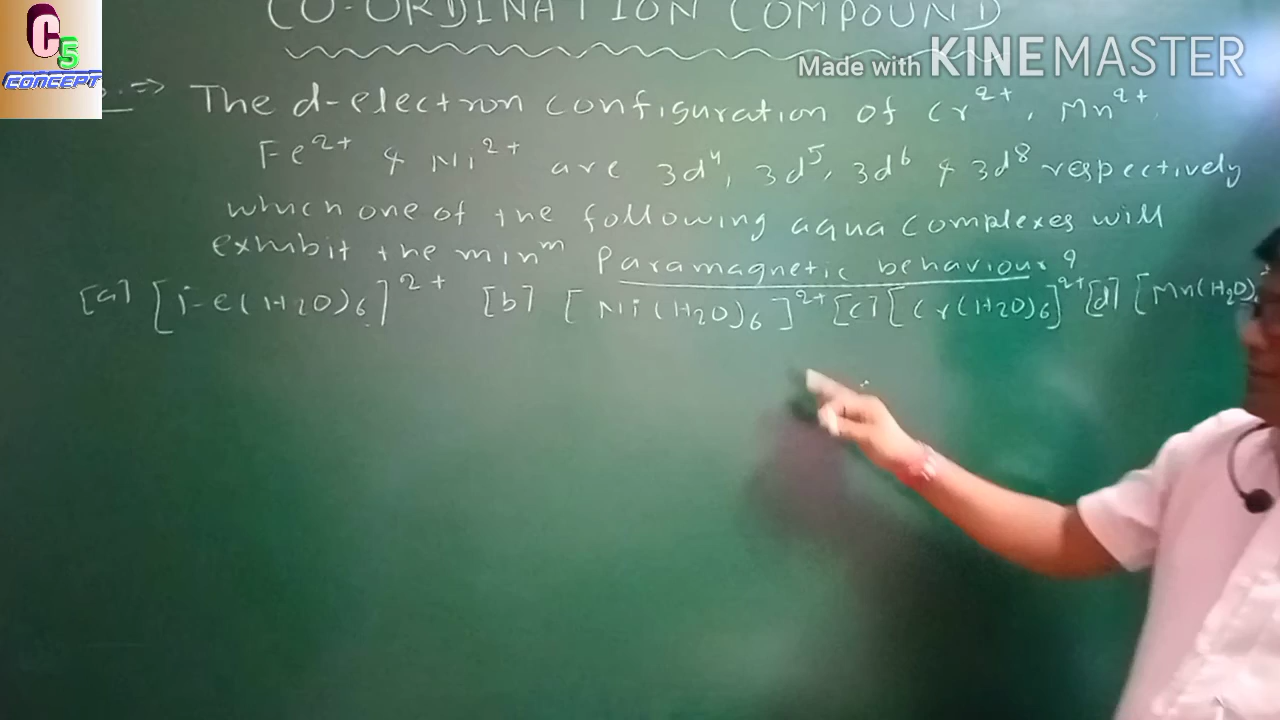 CO-ORDINATION COMPOUND
C5
CONCEPT
Made with KINEMASTER
⇒ The d-electron configuration of Cr²⁺, Mn²⁺,
Fe²⁺ & Ni²⁺ are 3d⁴, 3d⁵, 3d⁶ & 3d⁸ respectively
which one of the following aqua complexes will
exhibit the minᵐ Paramagnetic behaviour?
[a] [Fe(H2O)6]²⁺ [b] [Ni(H2O)6]²⁺ [c] [Cr(H2O)6]²⁺ [d] [Mn(H2O)